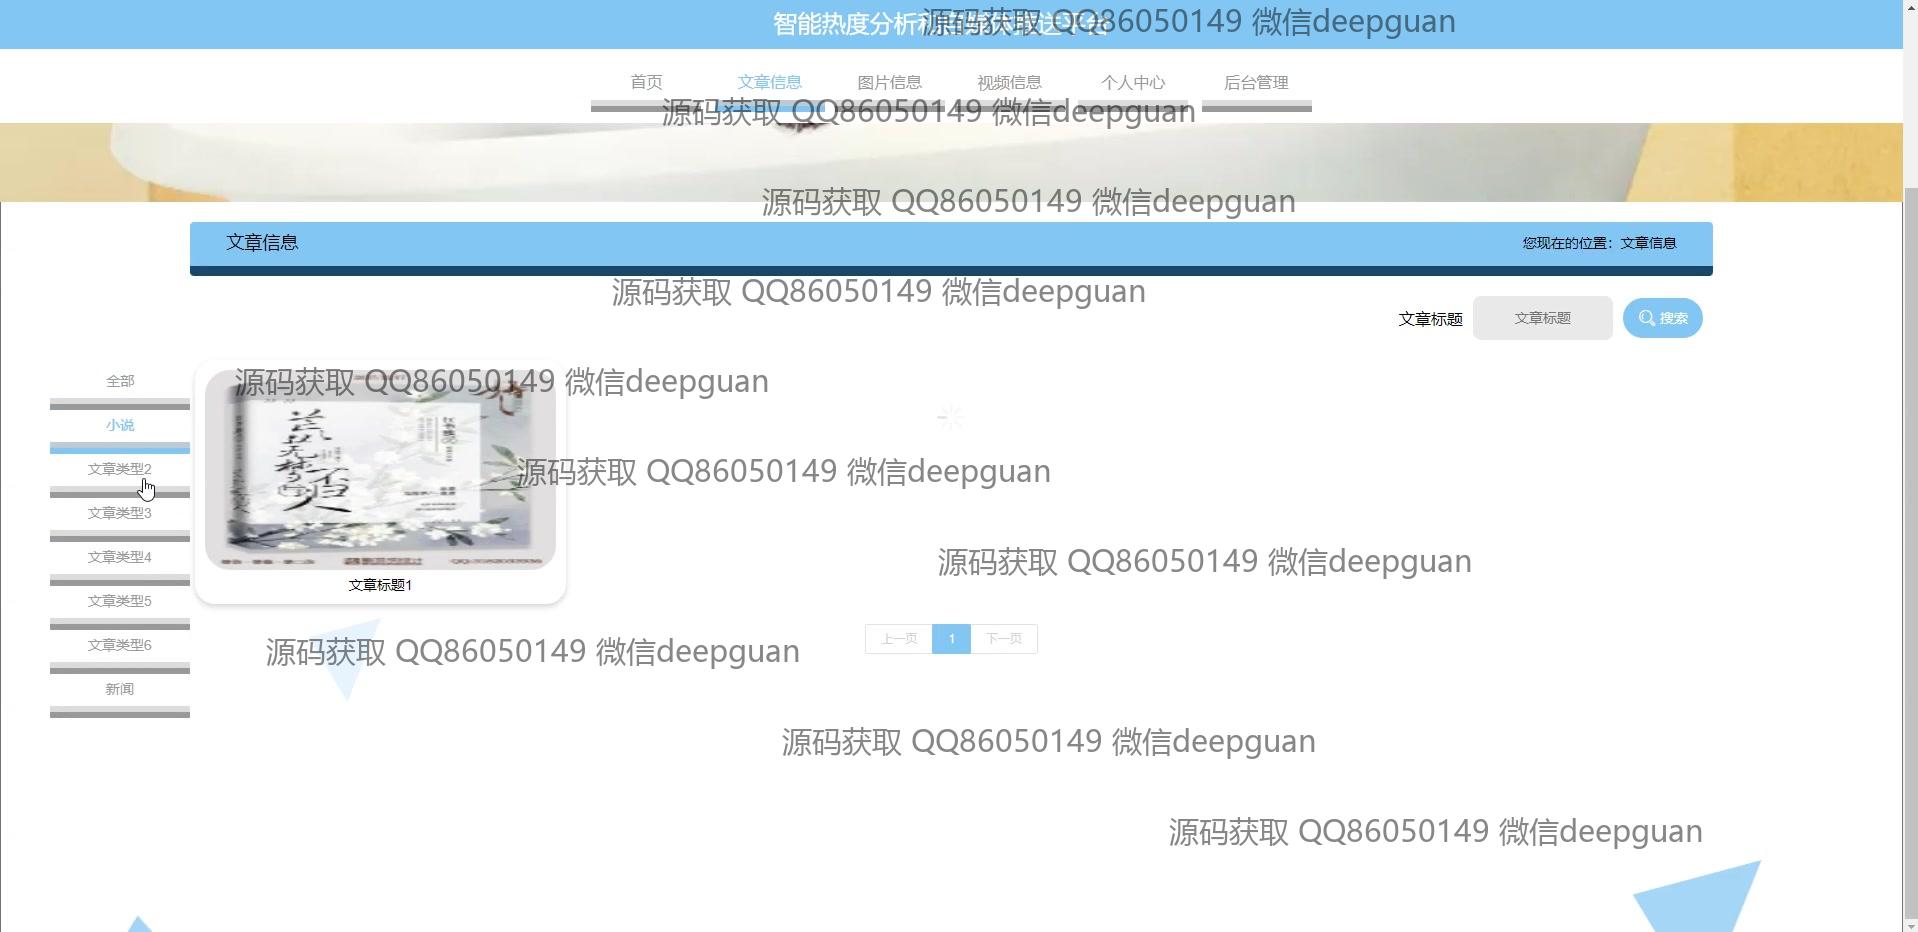 源码获取 QQ86050149 微信deepguan
首页 文章信息 图片信息 视频信息 个人中心 后台管理
源码获取 QQ86050149 微信deepguan
源码获取 QQ86050149 微信deepguan
文章信息 您现在的位置：文章信息
源码获取 QQ86050149 微信deepguan
文章标题 文章标题 搜索
全部
源码获取 QQ86050149 微信deepguan
小说
文章类型2
源码获取 QQ86050149 微信deepguan
文章类型3
文章类型4
源码获取 QQ86050149 微信deepguan
文章标题1
文章类型5
文章类型6
上一页 1 下一页
源码获取 QQ86050149 微信deepguan
新闻
源码获取 QQ86050149 微信deepguan
源码获取 QQ86050149 微信deepguan